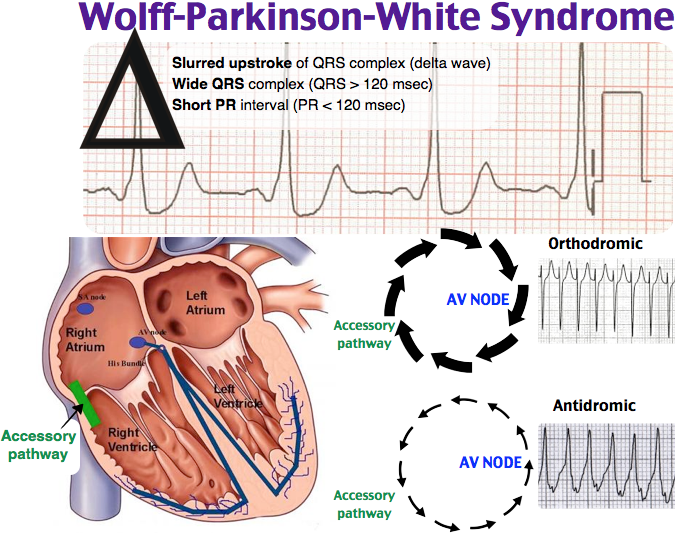 Wolff-Parkinson-White Syndrome
Slurred upstroke of QRS complex (delta wave)
Wide QRS complex (QRS > 120 msec)
Short PR interval (PR < 120 msec)
SA node
Left
Atrium
Right
Atrium
AV node
His Bundle
Left
Ventricle
Right
Ventricle
Accessory
pathway
Orthodromic
AV NODE
Accessory
pathway
Antidromic
AV NODE
Accessory
pathway